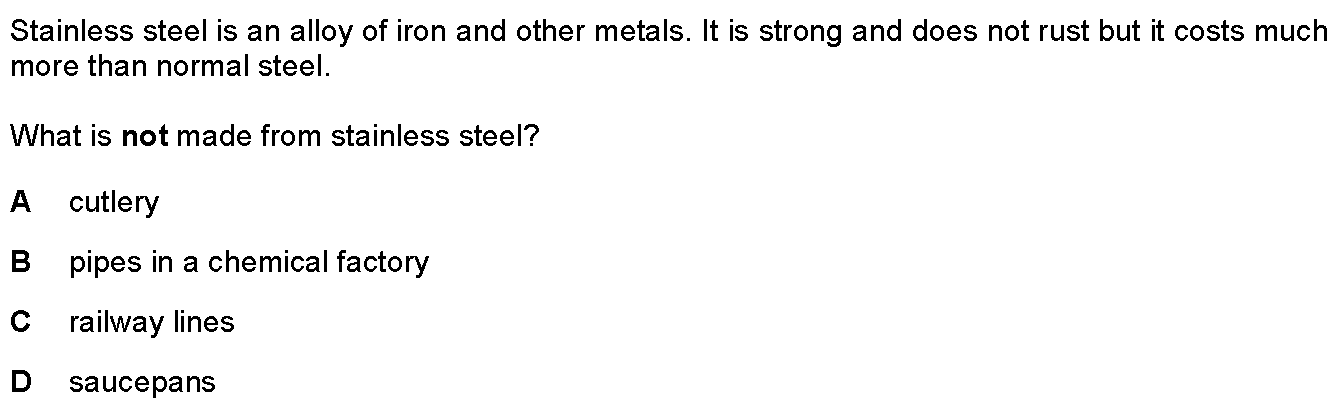 Stainless steel is an alloy of iron and other metals. It is strong and does not rust but it costs much
more than normal steel.
What is not made from stainless steel?
A cutlery
B pipes in a chemical factory
C railway lines
D saucepans